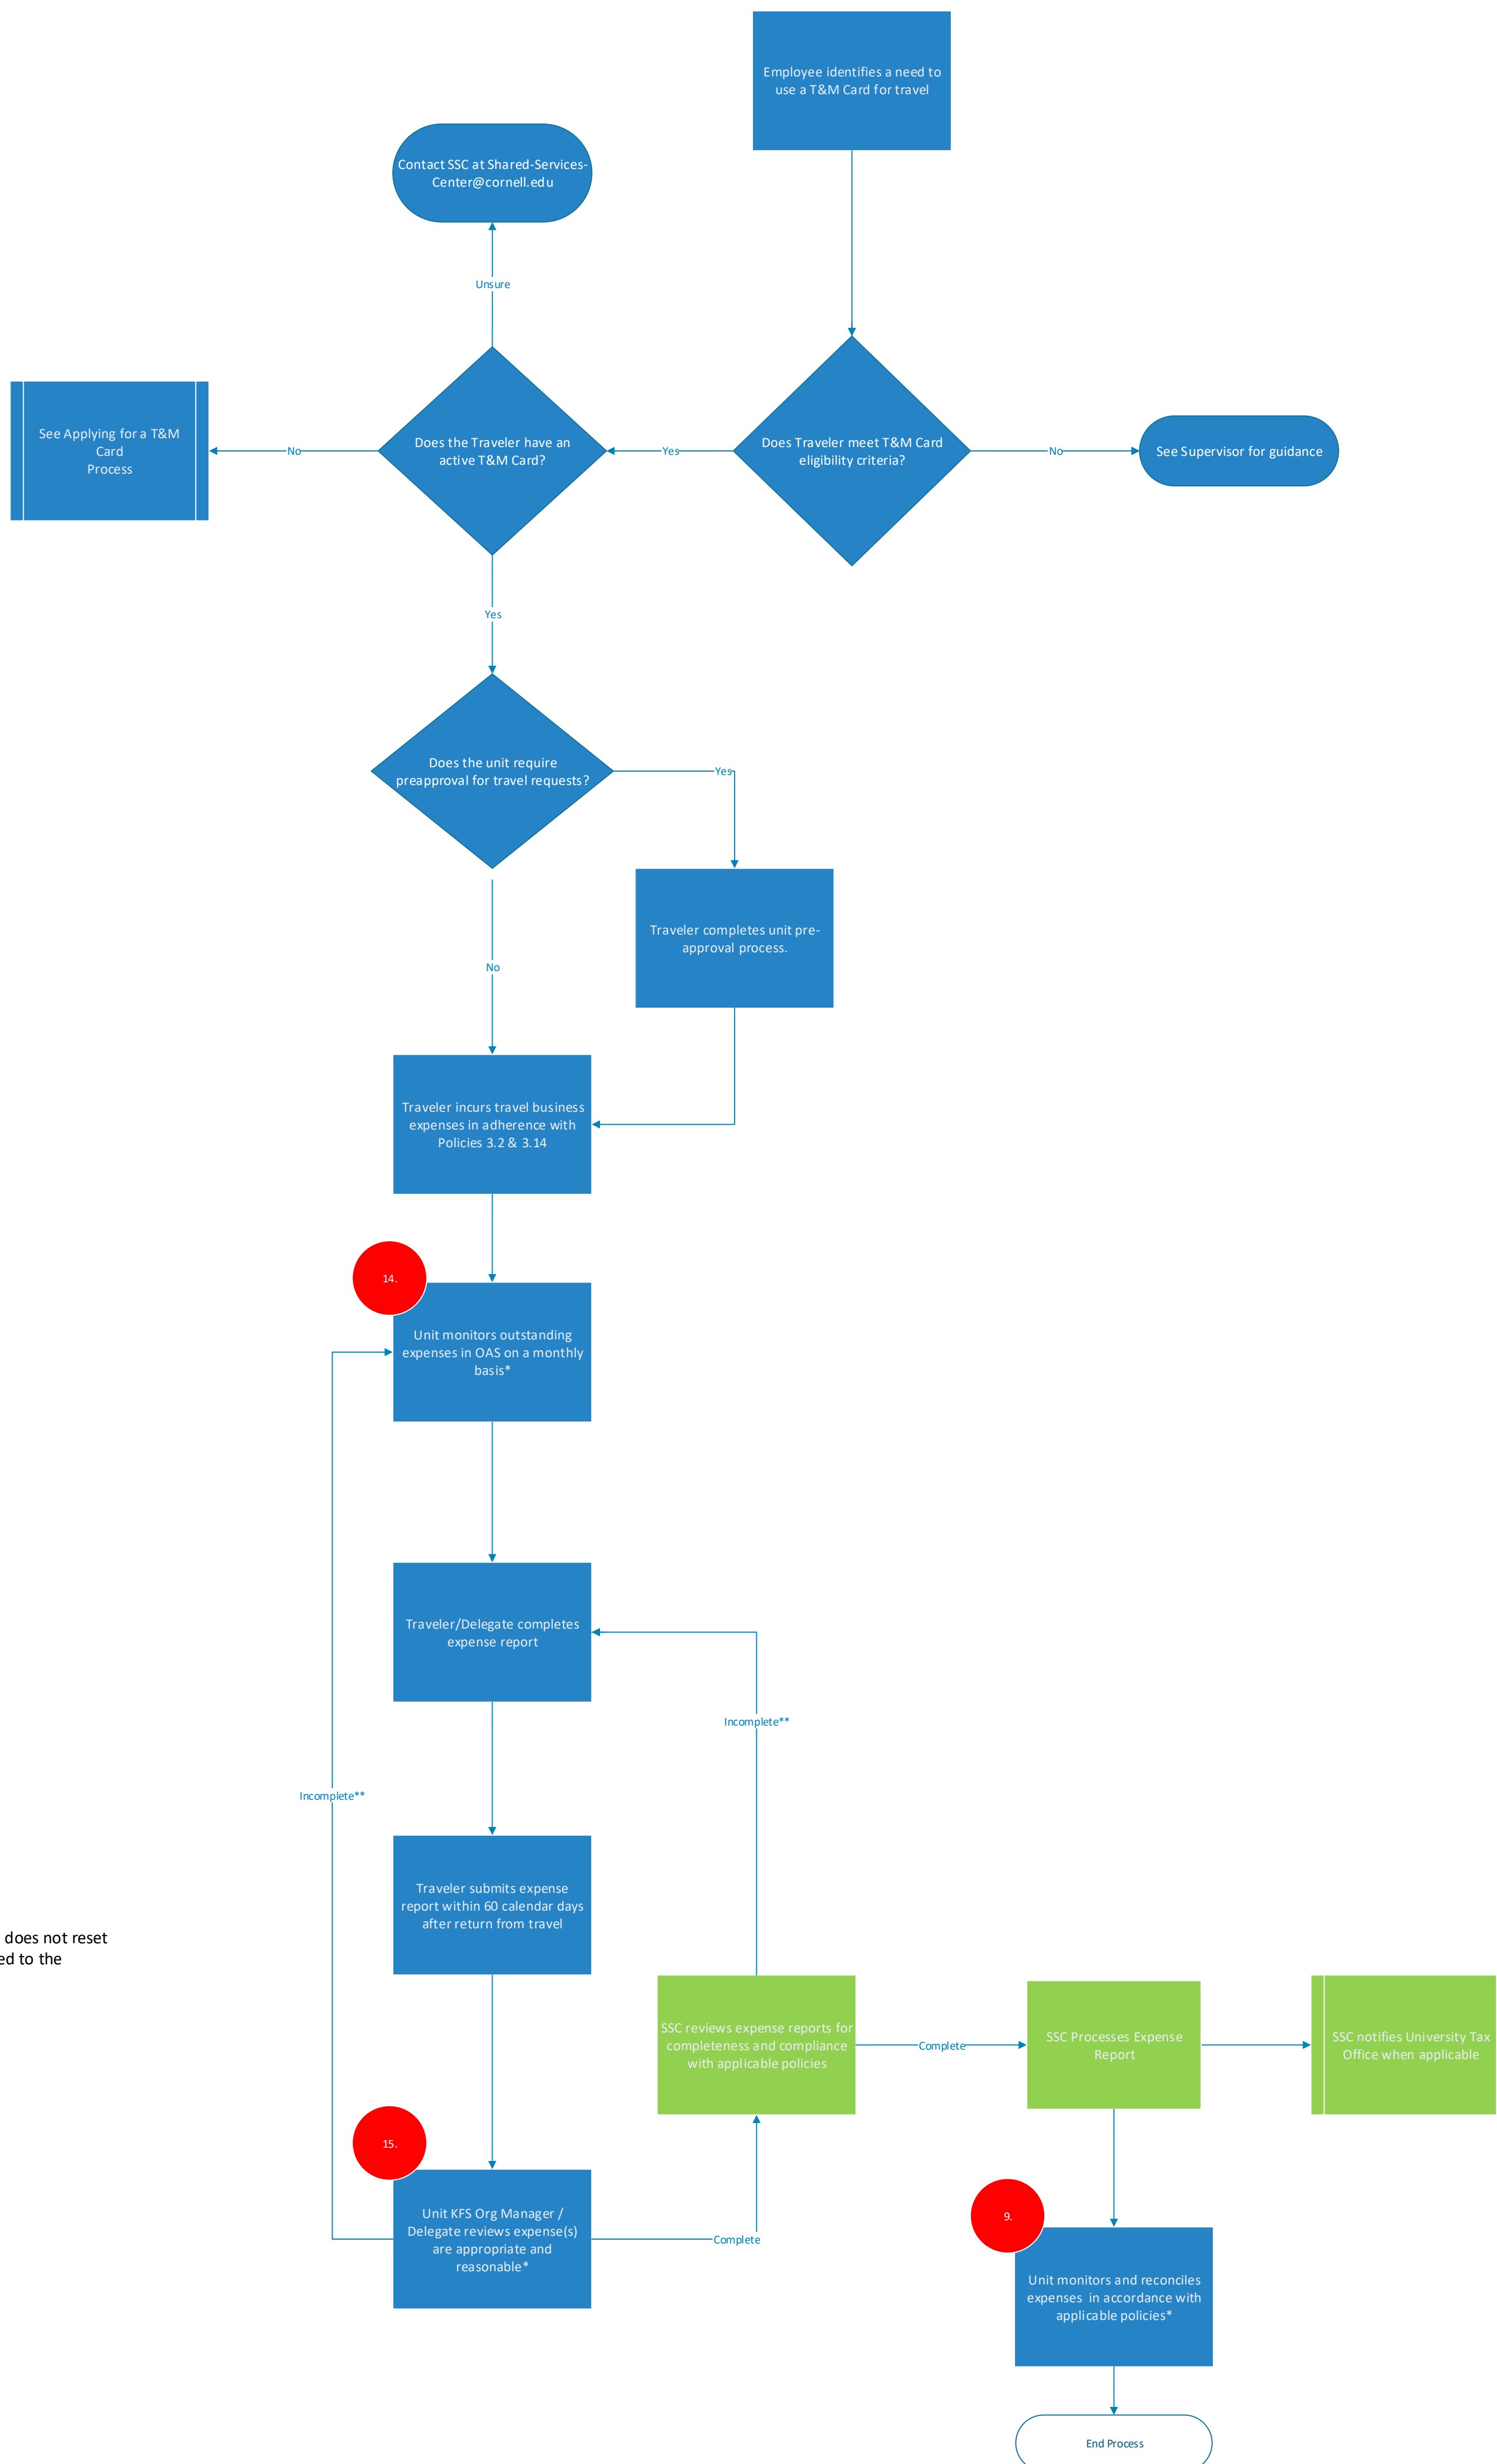 Employee identifies a need to
use a T&M Card for travel
Contact SSC at Shared-Services-
Center@cornell.edu
Unsure
See Applying for a T&M
Card
Process
No
Does the Traveler have an
active T&M Card?
Yes
Does Traveler meet T&M Card
eligibility criteria?
No
See Supervisor for guidance
Yes
Does the unit require
preapproval for travel requests?
Yes
Traveler completes unit pre-
approval process.
No
Traveler incurs travel business
expenses in adherence with
Policies 3.2 & 3.14
14.
Unit monitors outstanding
expenses in OAS on a monthly
basis*
Traveler/Delegate completes
expense report
Incomplete**
Incomplete**
Traveler submits expense
report within 60 calendar days
after return from travel
does not reset
ed to the
SSC reviews expense reports for
completeness and compliance
with applicable policies
Complete
SSC Processes Expense
Report
SSC notifies University Tax
Office when applicable
15.
Unit KFS Org Manager /
Delegate reviews expense(s)
are appropriate and
reasonable*
Complete
9.
Unit monitors and reconciles
expenses in accordance with
applicable policies*
End Process